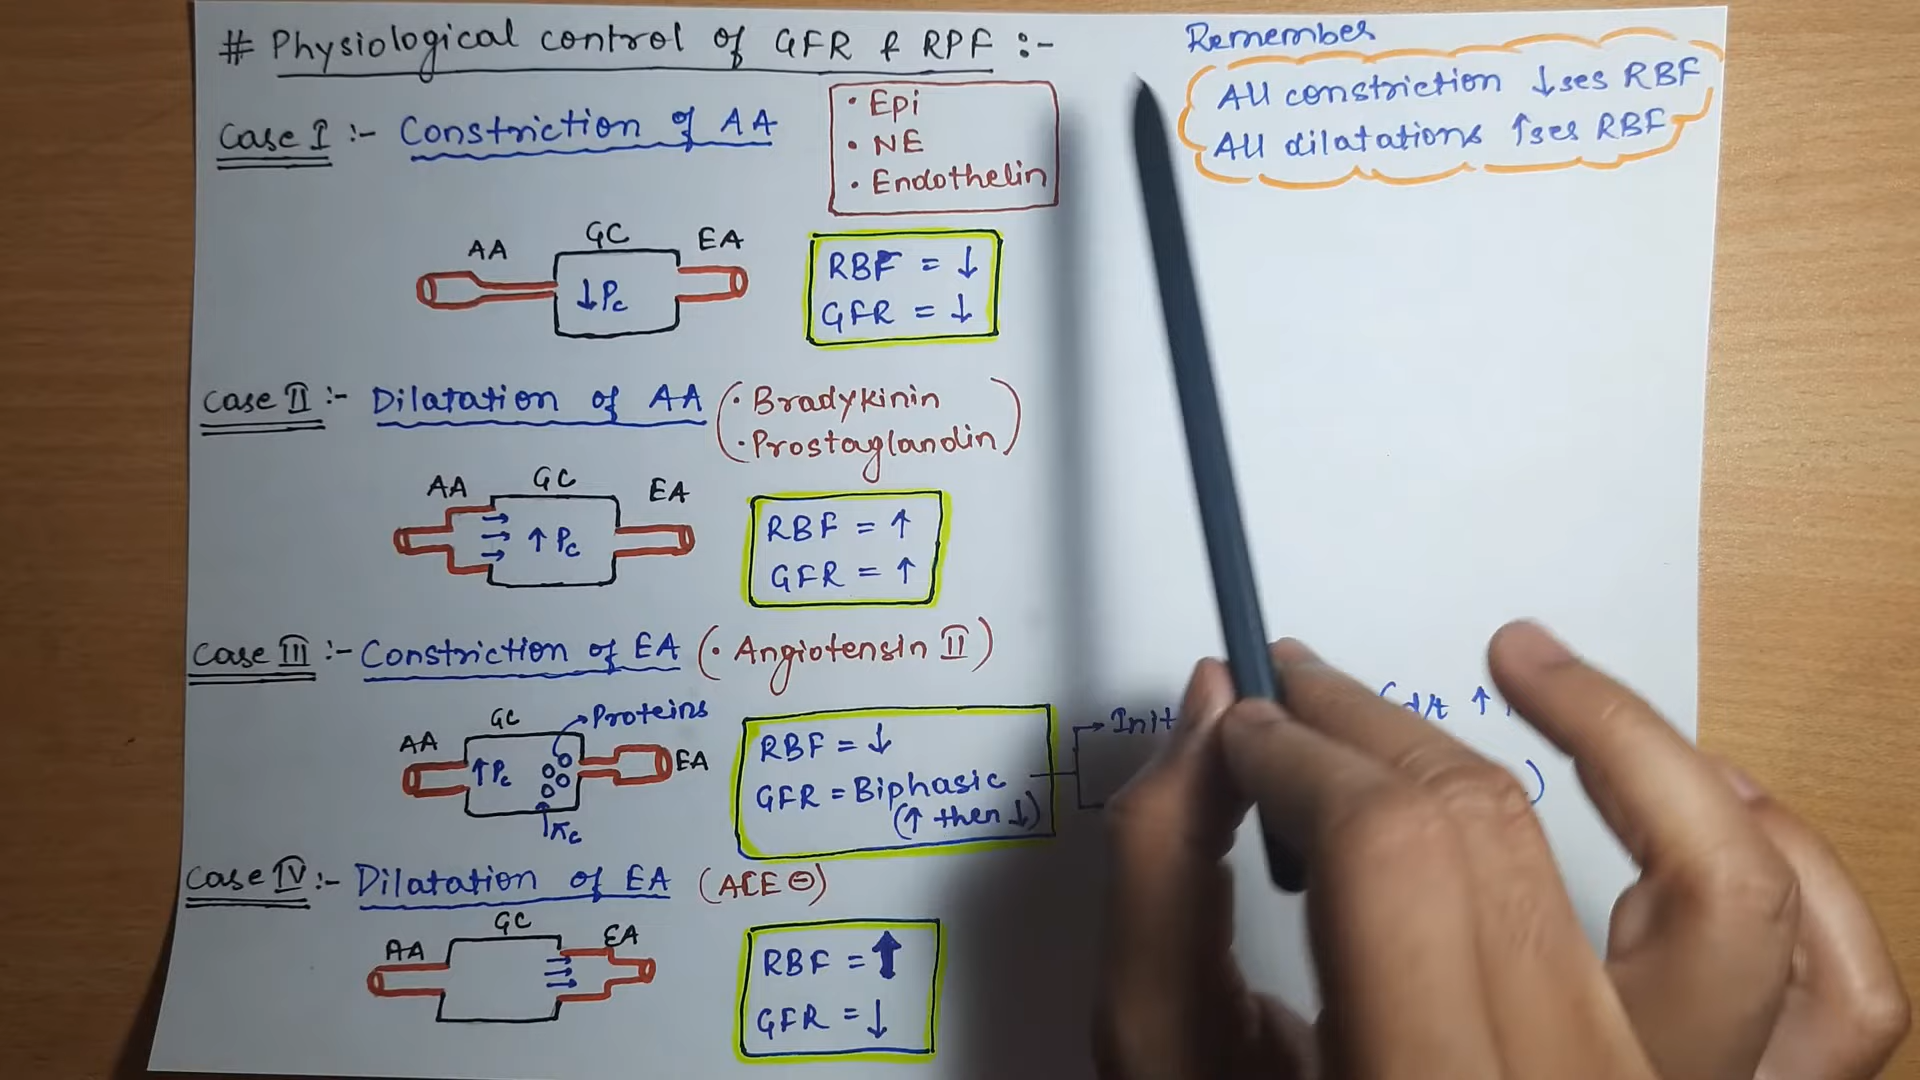 # Physiological control of GFR & RPF :-
Remember
All constriction ↓ses RBF
All dilatations ↑ses RBF
Case I :- Constriction of AA
• Epi
• NE
• Endothelin
AA GC EA
↓Pc
RBF = ↓
GFR = ↓
Case II :- Dilatation of AA (• Bradykinin
• Prostaglandin)
AA GC EA
↑ Pc
RBF = ↑
GFR = ↑
Case III :- Constriction of EA (• Angiotensin II)
AA GC Proteins EA
↑Pc
↑πc
RBF = ↓
GFR = Biphasic
(↑ then ↓)
d/t ↑
Case IV :- Dilatation of EA (ACE ⊖)
AA GC EA
RBF = ↑
GFR = ↓